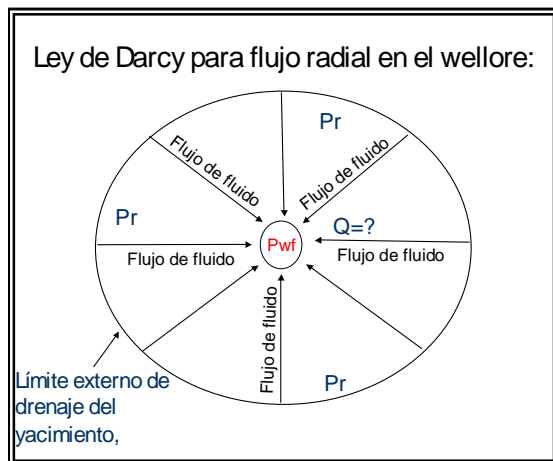 Ley de Darcy para flujo radial en el wellore:
Pr
Flujo de fluido
Flujo de fluido
Pr
Q=?
Pwf
Flujo de fluido
Flujo de fluido
Flujo de fluido
Pr
Límite externo de
drenaje del
yacimiento,